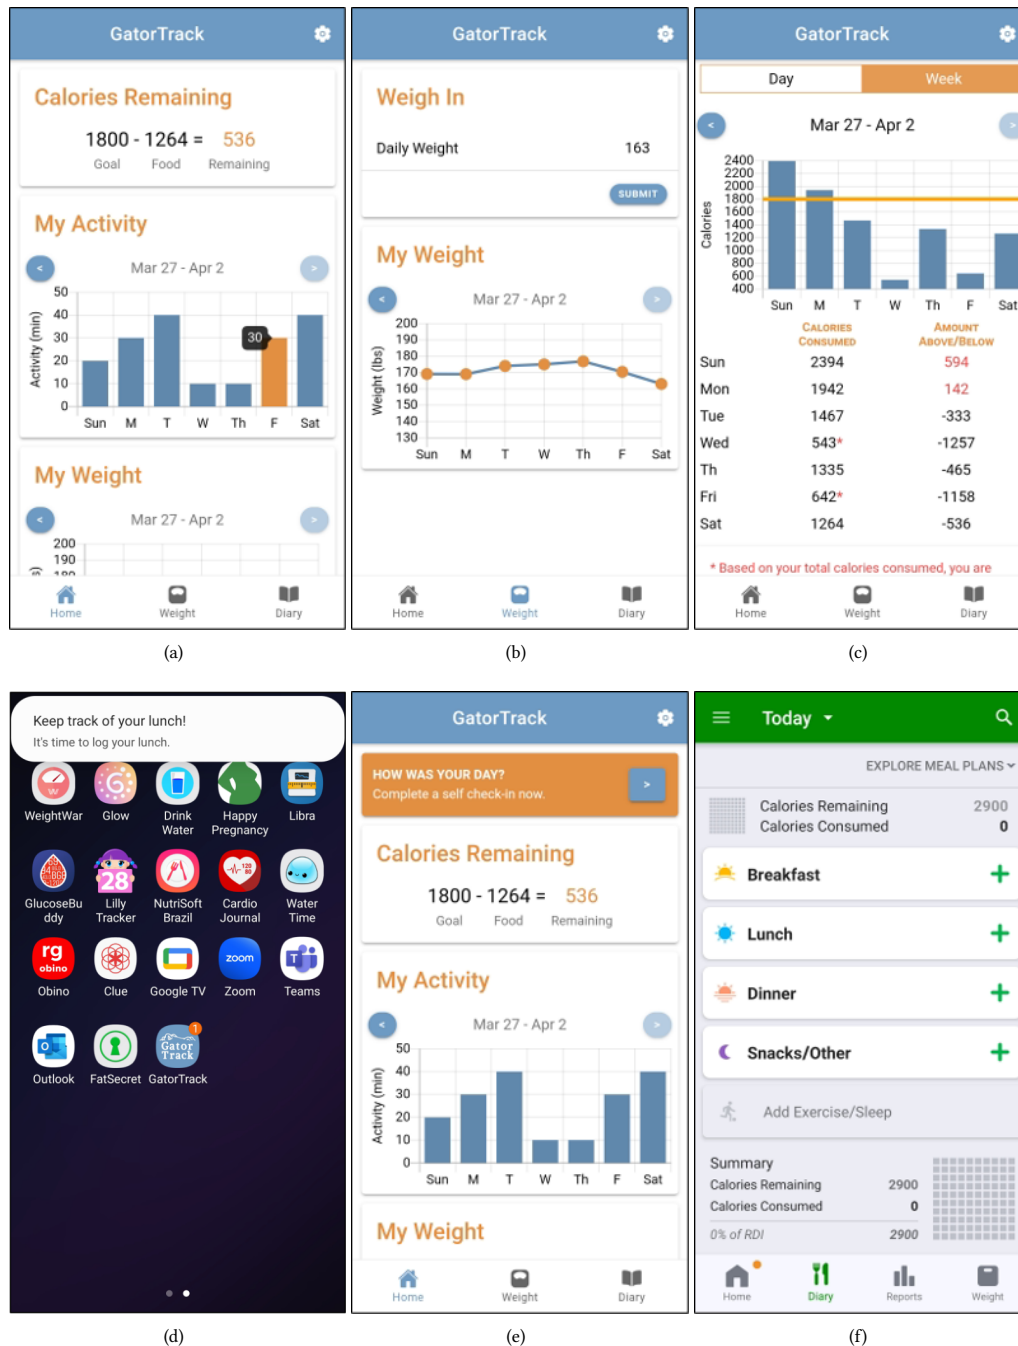 GatorTrack
Calories Remaining
1800 - 1264 = 536
Goal Food Remaining
My Activity
<
Mar 27 - Apr 2
>
50
40
30
20
10
0
Activity (min)
30
Sun M T W Th F Sat
My Weight
<
Mar 27 - Apr 2
>
200
190
Home Weight Diary
(a)
GatorTrack
Weigh In
Daily Weight 163
SUBMIT
My Weight
<
Mar 27 - Apr 2
>
200
190
180
170
160
150
140
130
Weight (lbs)
Sun M T W Th F Sat
Home Weight Diary
(b)
GatorTrack
Day Week
<
Mar 27 - Apr 2
>
2400
2200
2000
1800
1600
1400
1200
1000
800
600
400
Calories
Sun M T W Th F Sat
CALORIES CONSUMED
AMOUNT ABOVE/BELOW
Sun 2394 594
Mon 1942 142
Tue 1467 -333
Wed 543* -1257
Th 1335 -465
Fri 642* -1158
Sat 1264 -536
* Based on your total calories consumed, you are
Home Weight Diary
(c)
Keep track of your lunch!
It's time to log your lunch.
WeightWar Glow Drink Water Happy Pregnancy Libra
GlucoseBuddy 28 Lilly Tracker NutriSoft Brazil 120 80 Cardio Journal Water Time
rg obino Obino Clue Google TV zoom Zoom Teams
Outlook FatSecret Gator Track 1 GatorTrack
(d)
GatorTrack
HOW WAS YOUR DAY?
Complete a self check-in now.
>
Calories Remaining
1800 - 1264 = 536
Goal Food Remaining
My Activity
<
Mar 27 - Apr 2
>
50
40
30
20
10
0
Activity (min)
Sun M T W Th F Sat
My Weight
Home Weight Diary
(e)
Today
EXPLORE MEAL PLANS
Calories Remaining 2900
Calories Consumed 0
Breakfast +
Lunch +
Dinner +
Snacks/Other +
Add Exercise/Sleep
Summary
Calories Remaining 2900
Calories Consumed 0
0% of RDI 2900
Home Diary Reports Weight
(f)